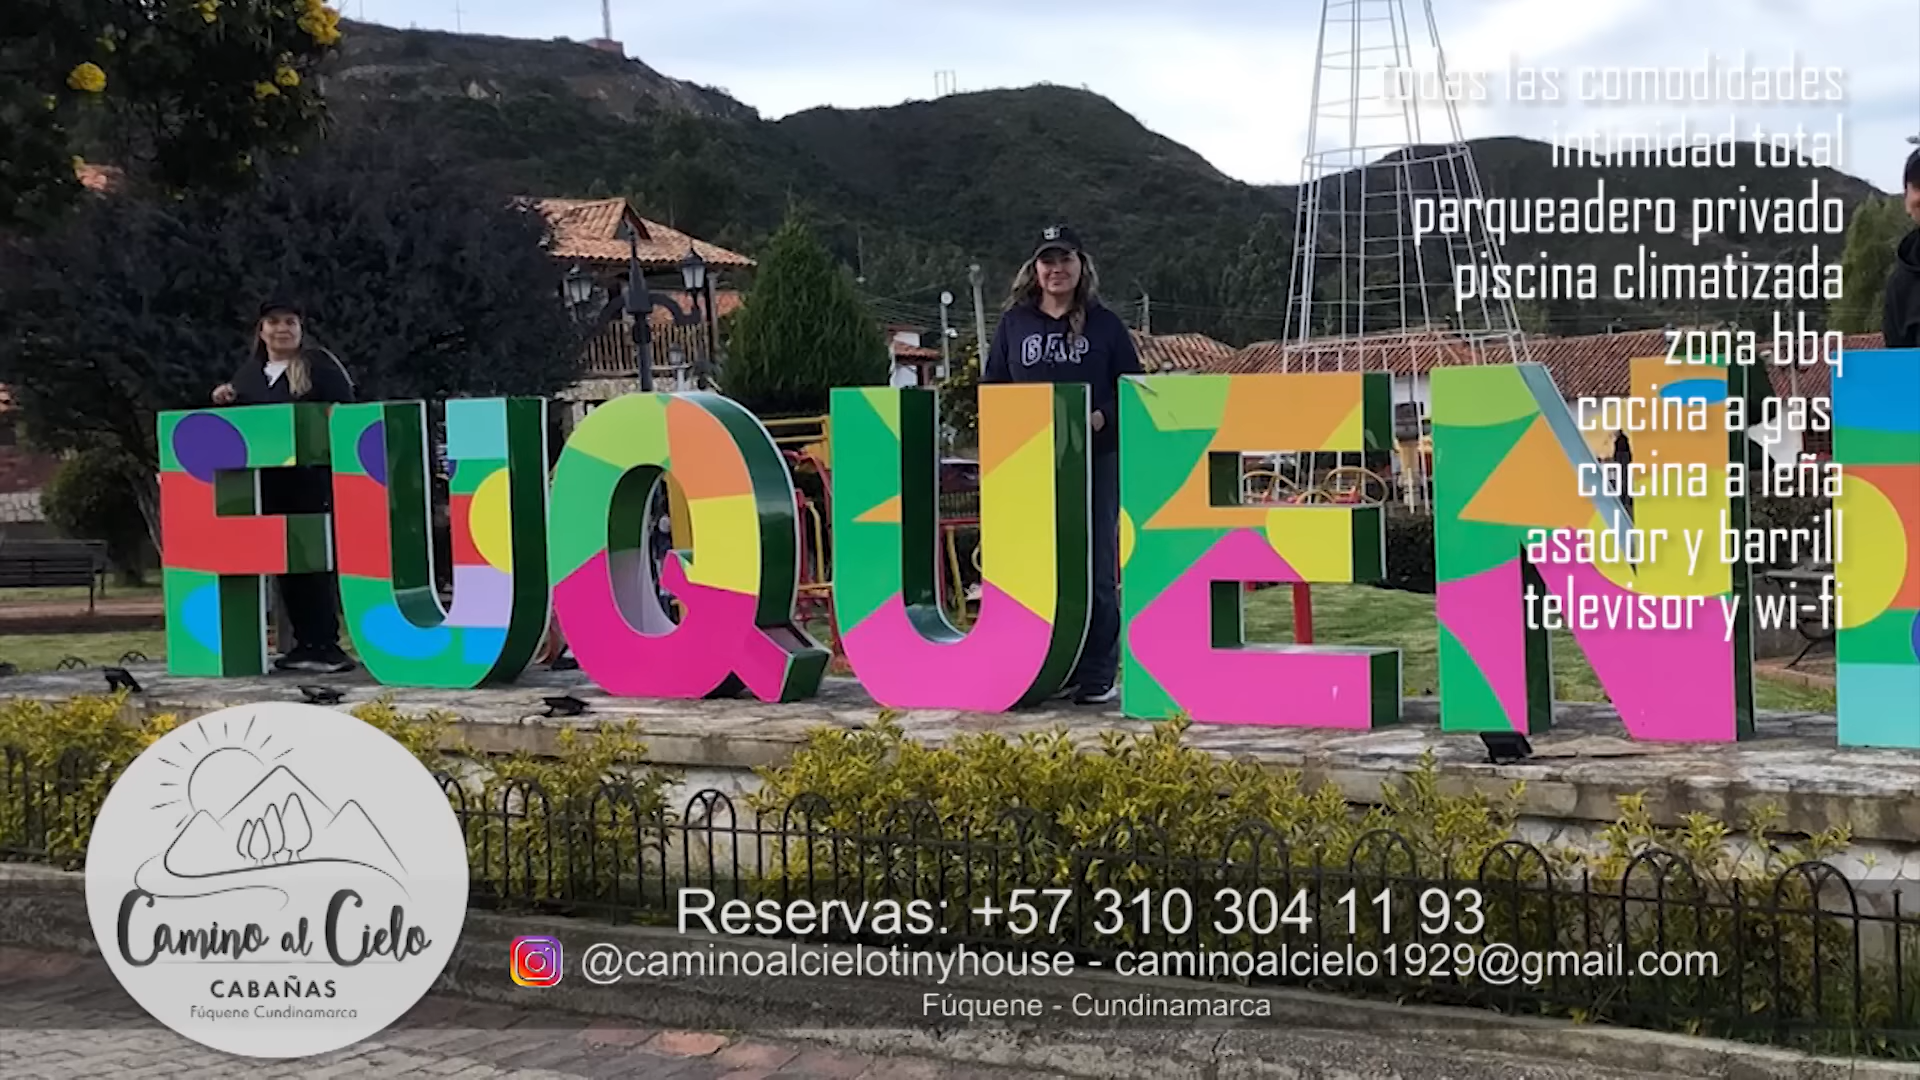 todas las comodidades
intimidad total
parqueadero privado
piscina climatizada
zona bbq
cocina a gas
cocina a leña
asador y barrill
televisor y wi-fi
GAP
FUQUENE
Camino al Cielo
CABAÑAS
Fúquene Cundinamarca
Reservas: +57 310 304 11 93
@caminoalcielotinyhouse - caminoalcielo1929@gmail.com
Fúquene - Cundinamarca